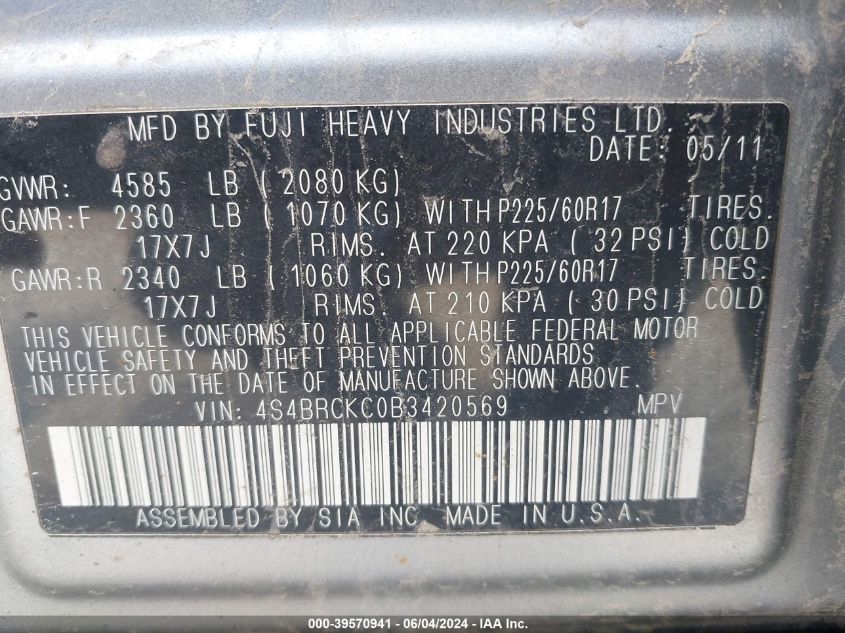 MFD BY FUJI HEAVY INDUSTRIES LTD.
DATE: 05/11
GVWR: 4585 LB (2080 KG)
GAWR:F 2360 LB (1070 KG) WITH P225/60R17 TIRES.
17X7J RIMS. AT 220 KPA (32 PSI) COLD
GAWR:R 2340 LB (1060 KG) WITH P225/60R17 TIRES.
17X7J RIMS. AT 210 KPA (30 PSI) COLD
THIS VEHICLE CONFORMS TO ALL APPLICABLE FEDERAL MOTOR
VEHICLE SAFETY AND THEFT PREVENTION STANDARDS
IN EFFECT ON THE DATE OF MANUFACTURE SHOWN ABOVE.
VIN: 4S4BRCKC0B3420569 MPV
ASSEMBLED BY SIA INC MADE IN U.S.A.
000-39570941 - 06/04/2024 - IAA Inc.